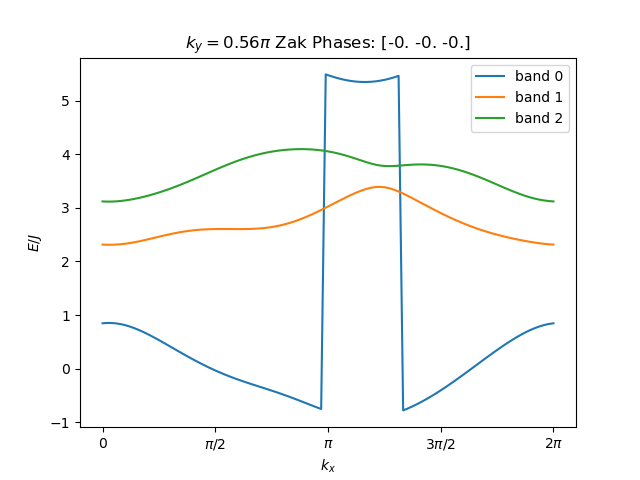 $k_y = 0.56\pi$ Zak Phases: [-0. -0. -0.]
band 0
band 1
band 2
5
4
3
2
1
0
−1
E/J
0
π/2
π
3π/2
2π
$k_x$